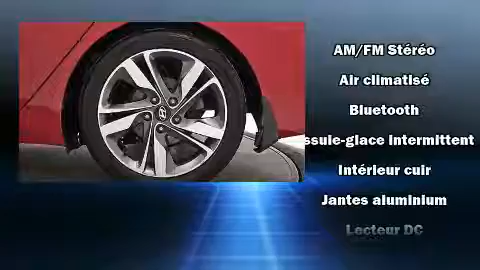 AM/FM Stéréo
Air climatisé
Bluetooth
ssuie-glace intermittent
Intérieur cuir
Jantes aluminium
Lecteur DC